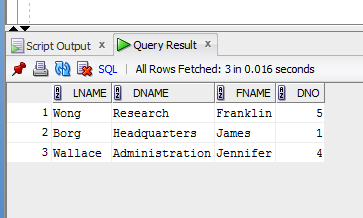 Script Output x Query Result x
SQL | All Rows Fetched: 3 in 0.016 seconds
LNAME DNAME FNAME DNO
1 Wong Research Franklin 5
2 Borg Headquarters James 1
3 Wallace Administration Jennifer 4